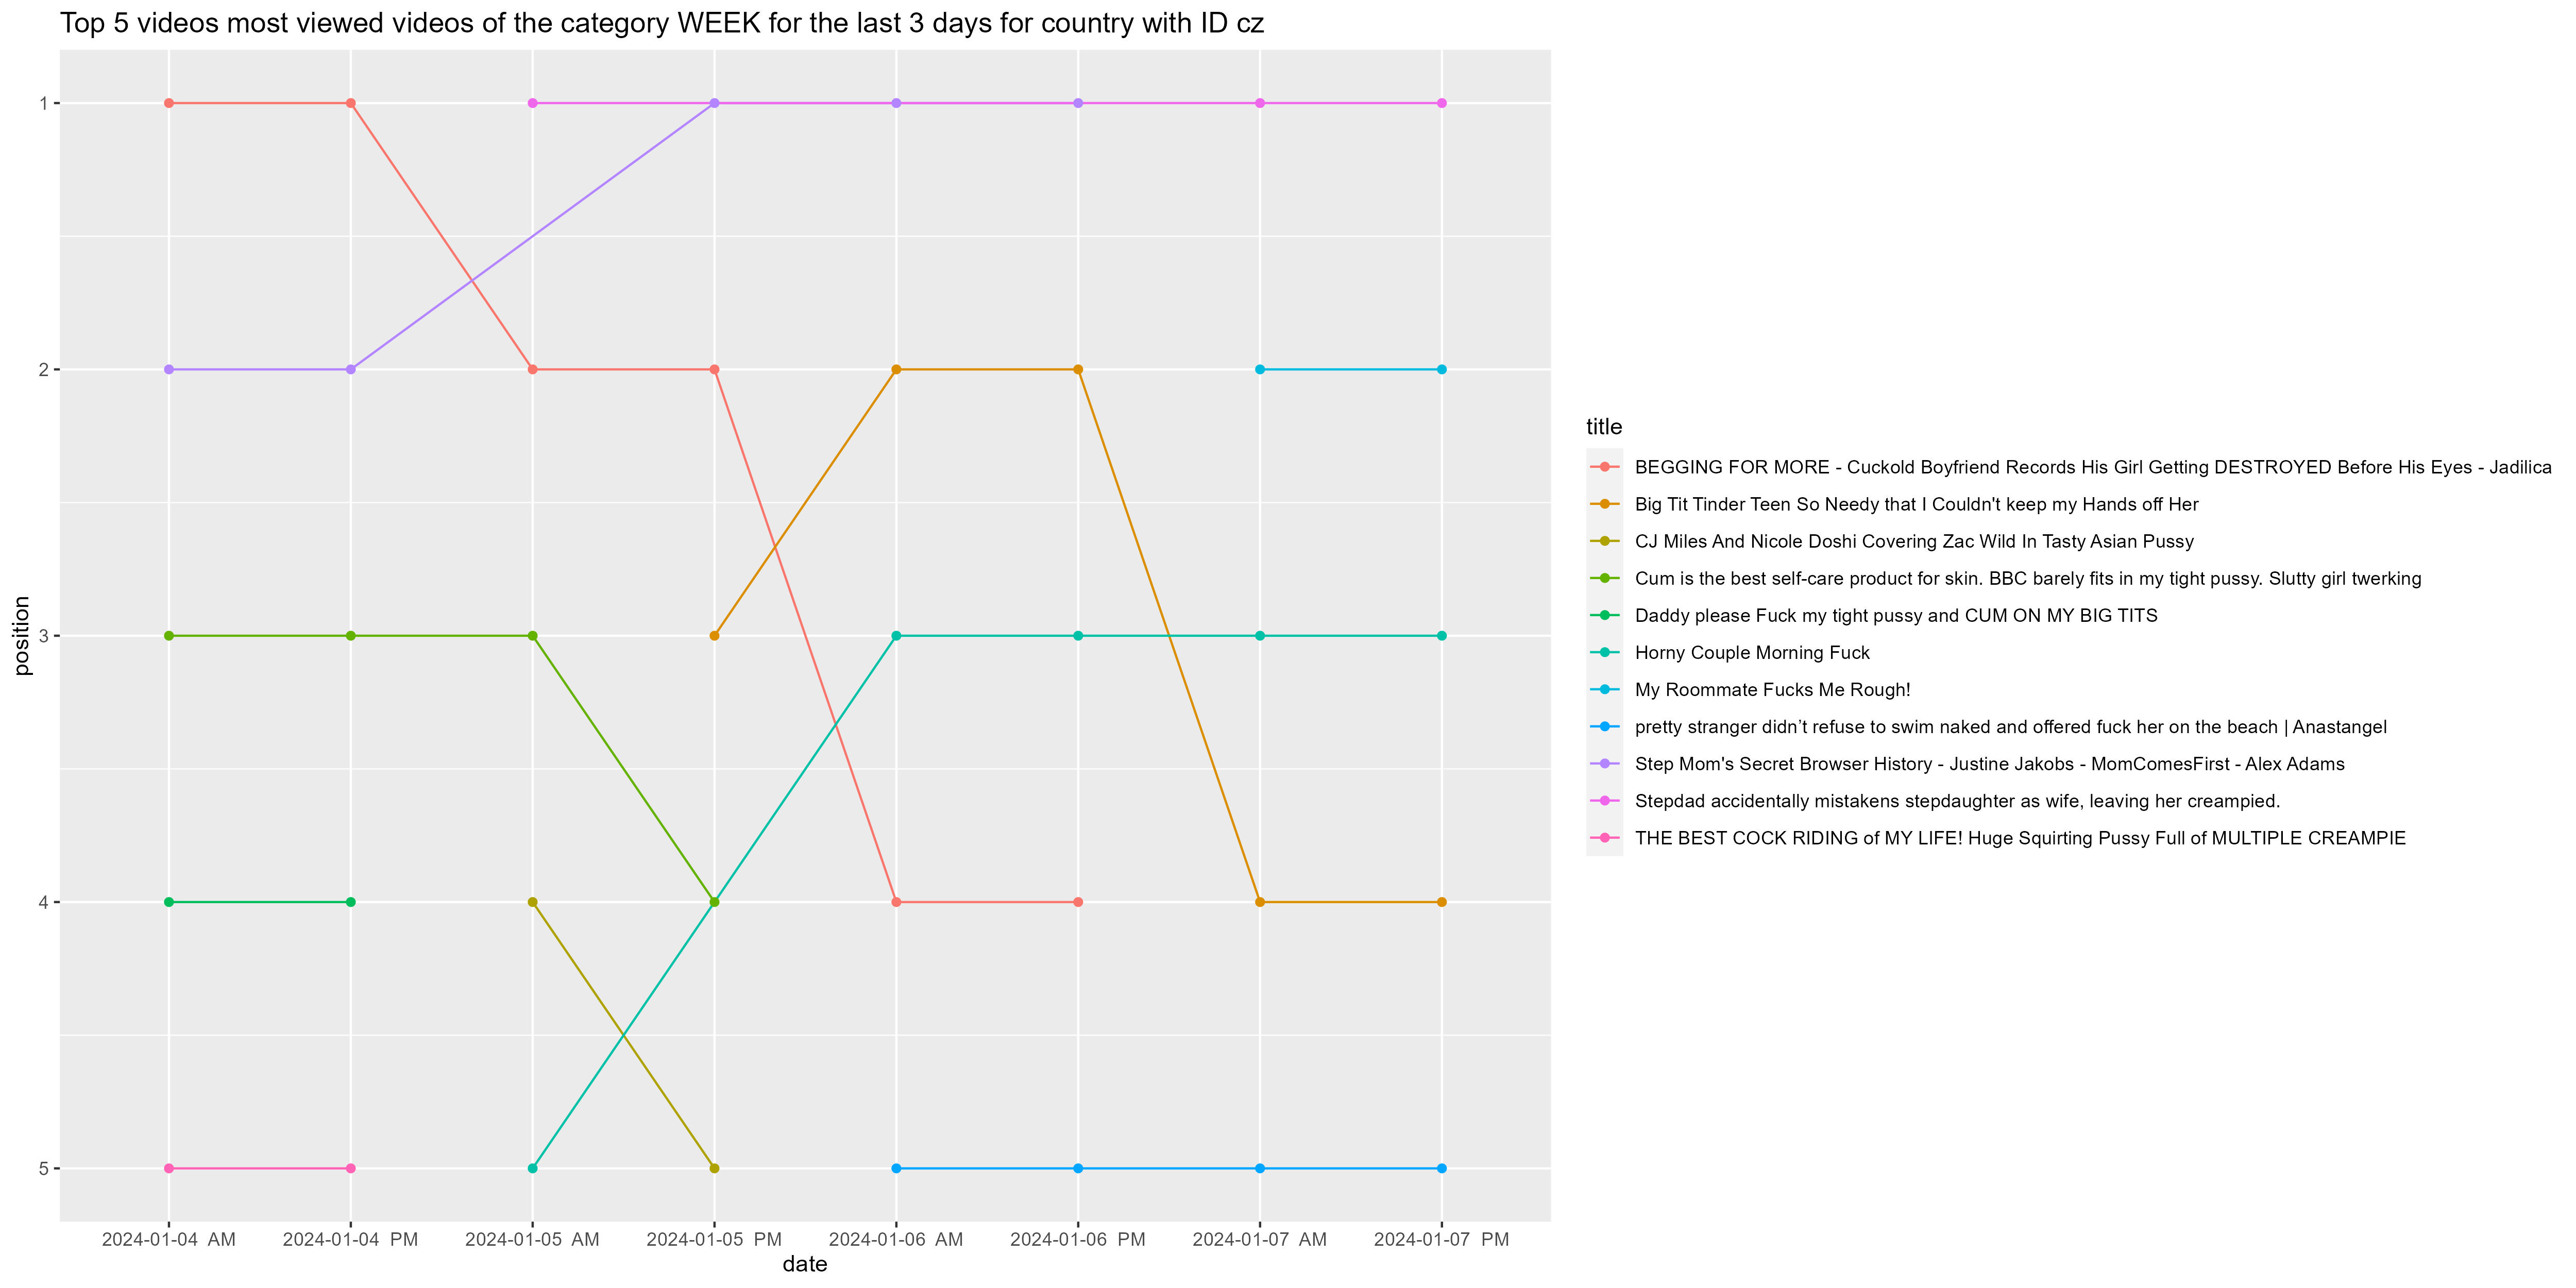 Top 5 videos most viewed videos of the category WEEK for the last 3 days for country with ID cz
position
1
2
3
4
5
2024-01-04 AM
2024-01-04 PM
2024-01-05 AM
2024-01-05 PM
2024-01-06 AM
2024-01-06 PM
2024-01-07 AM
2024-01-07 PM
date
title
BEGGING FOR MORE - Cuckold Boyfriend Records His Girl Getting DESTROYED Before His Eyes - Jadilica
Big Tit Tinder Teen So Needy that I Couldn't keep my Hands off Her
CJ Miles And Nicole Doshi Covering Zac Wild In Tasty Asian Pussy
Cum is the best self-care product for skin. BBC barely fits in my tight pussy. Slutty girl twerking
Daddy please Fuck my tight pussy and CUM ON MY BIG TITS
Horny Couple Morning Fuck
My Roommate Fucks Me Rough!
pretty stranger didn’t refuse to swim naked and offered fuck her on the beach | Anastangel
Step Mom's Secret Browser History - Justine Jakobs - MomComesFirst - Alex Adams
Stepdad accidentally mistakens stepdaughter as wife, leaving her creampied.
THE BEST COCK RIDING of MY LIFE! Huge Squirting Pussy Full of MULTIPLE CREAMPIE